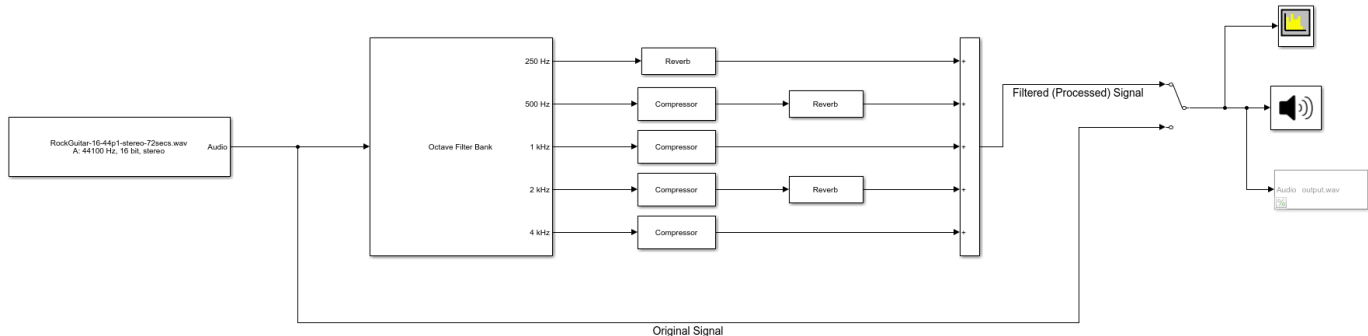 RockGuitar-16-44p1-stereo-72secs.wav
A: 44100 Hz, 16 bit, stereo
Audio
Octave Filter Bank
250 Hz
500 Hz
1 kHz
2 kHz
4 kHz
Reverb
Compressor
Reverb
Compressor
Compressor
Reverb
Compressor
+
+
+
+
+
Filtered (Processed) Signal
Audio output.wav
Original Signal